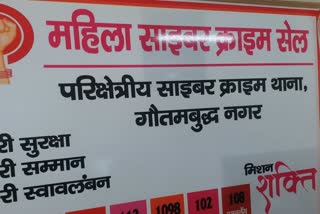 महिला साइबर क्राइम सेल
परिक्षेत्रीय साइबर क्राइम थाना,
गौतमबुद्ध नगर
री सुरक्षा
री सम्मान
री स्वावलंबन
मिशन
शक्ति
1098 102 108